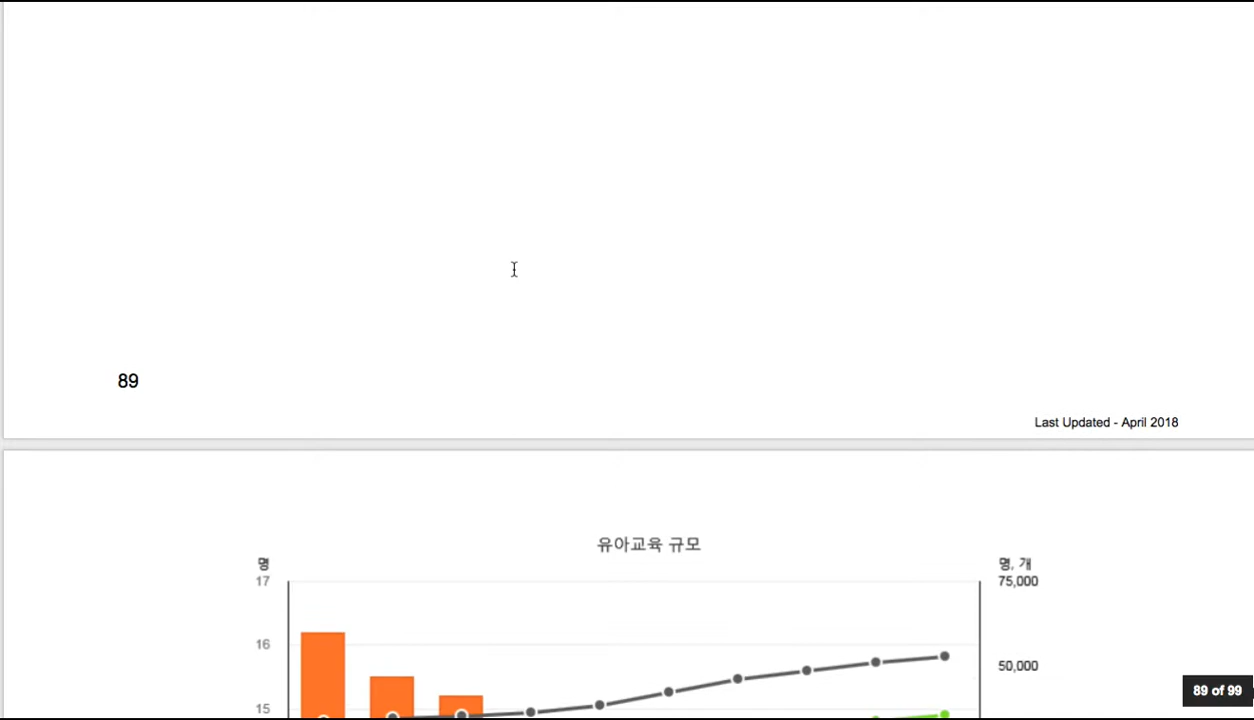 89
Last Updated - April 2018
유아교육 규모
명
명, 개
17
75,000
16
50,000
15
89 of 99